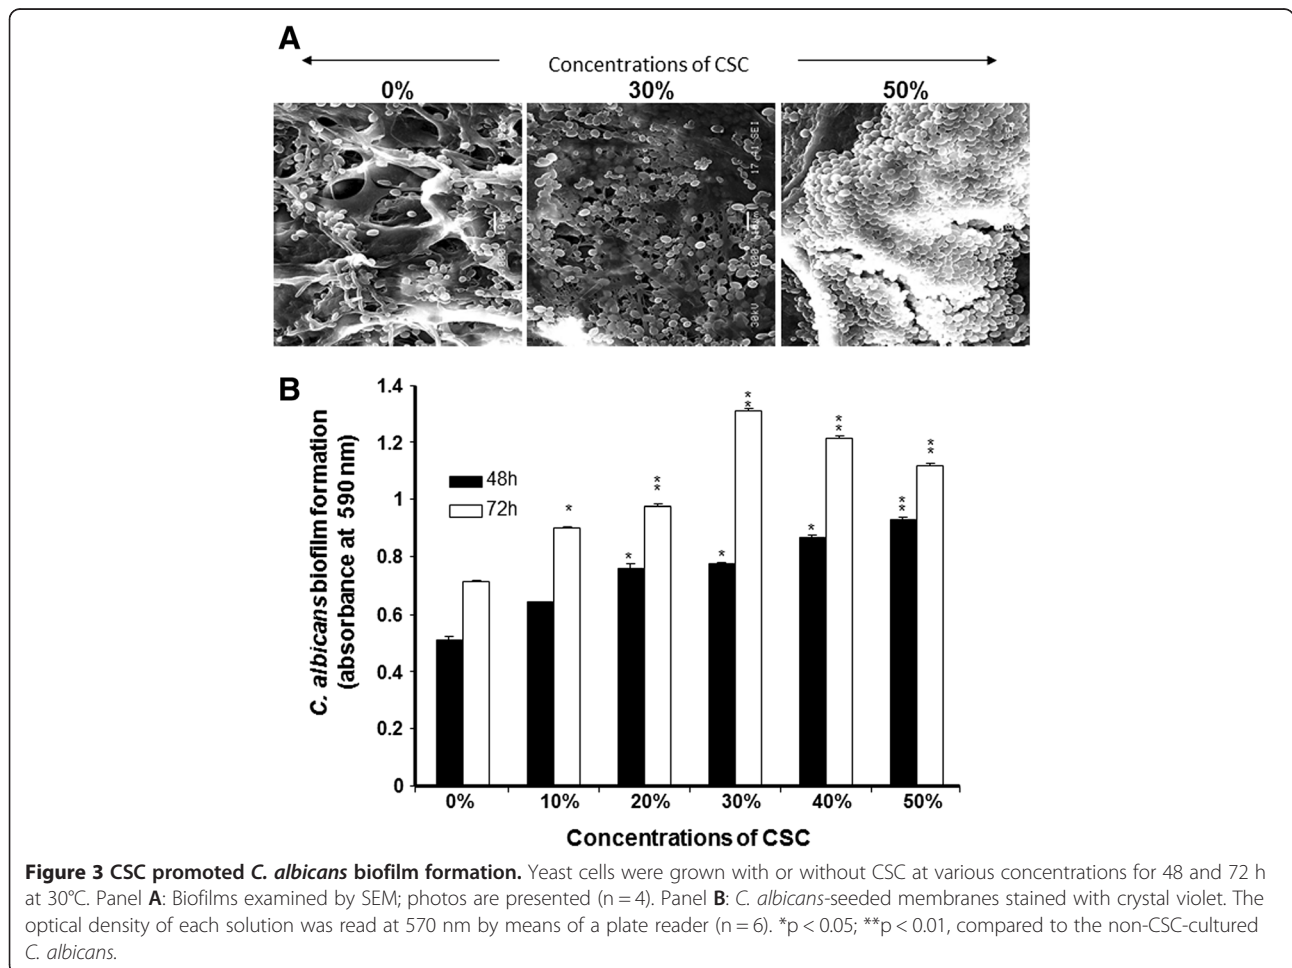 A
Concentrations of CSC
0% 30% 50%
B
C. albicans biofilm formation
(absorbance at 590 nm)
1.4
1.2
1
0.8
0.6
0.4
0.2
0
48h
72h
*
**
*
**
*
**
*
**
**
**
0% 10% 20% 30% 40% 50%
Concentrations of CSC
Figure 3 CSC promoted C. albicans biofilm formation. Yeast cells were grown with or without CSC at various concentrations for 48 and 72 h
at 30°C. Panel A: Biofilms examined by SEM; photos are presented (n = 4). Panel B: C. albicans-seeded membranes stained with crystal violet. The
optical density of each solution was read at 570 nm by means of a plate reader (n = 6). *p < 0.05; **p < 0.01, compared to the non-CSC-cultured
C. albicans.